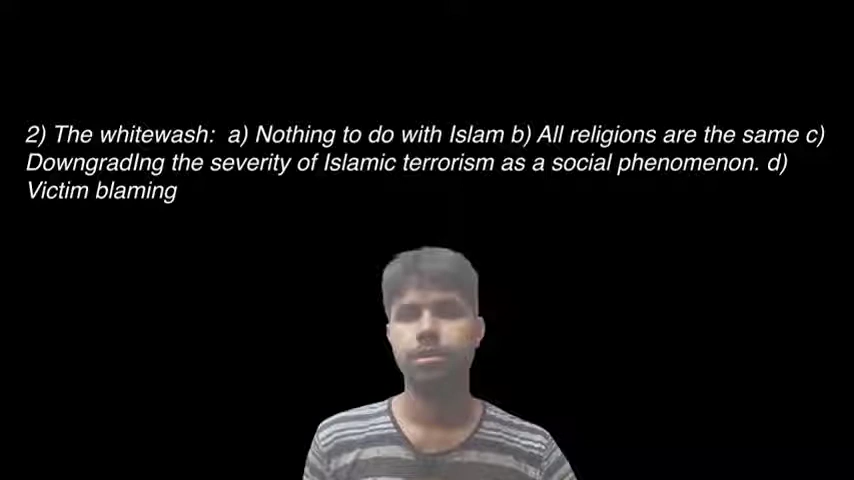 2) The whitewash:  a) Nothing to do with Islam b) All religions are the same c)
DowngradIng the severity of Islamic terrorism as a social phenomenon. d)
Victim blaming